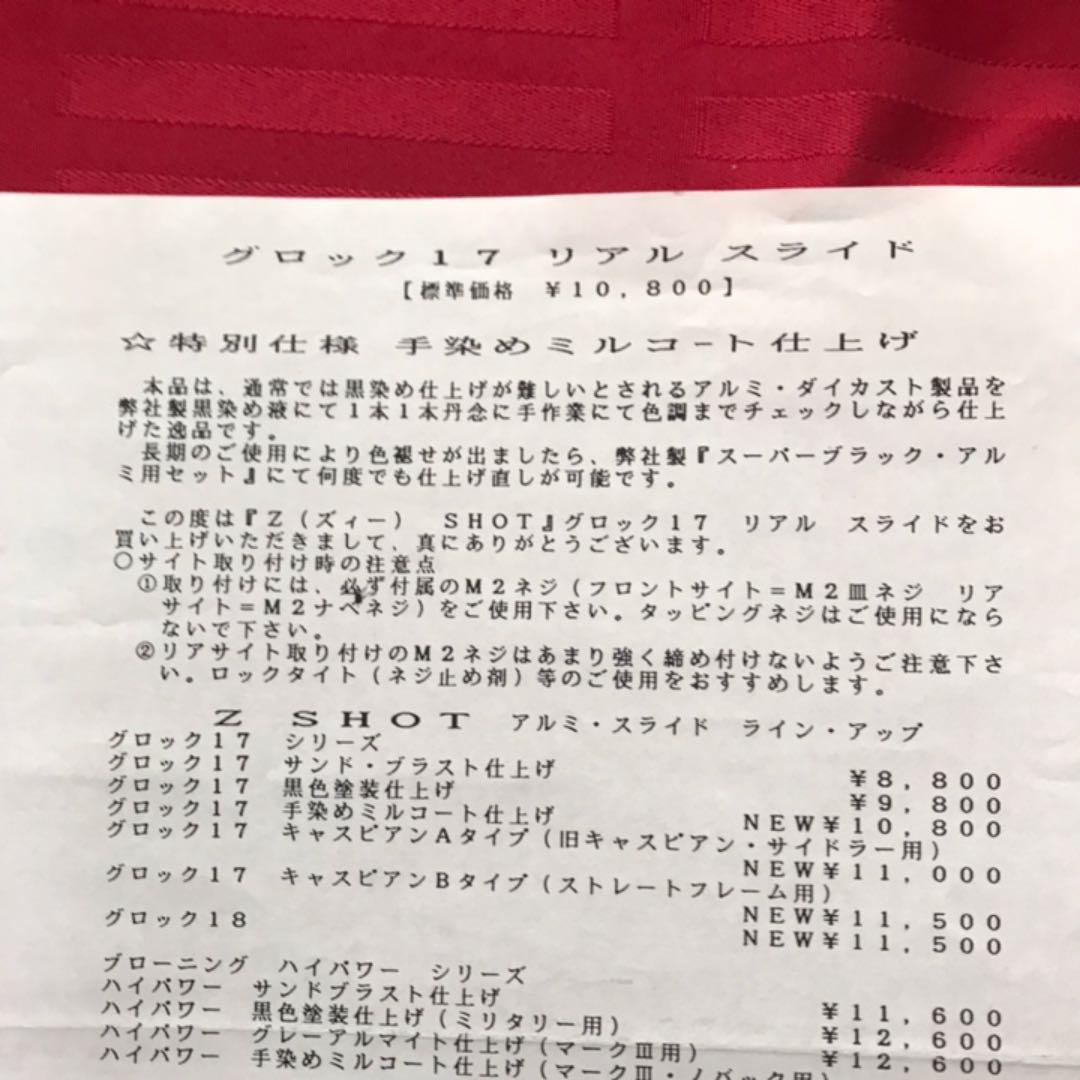 グロック１７　リアル　スライド
【標準価格　￥１０，８００】
☆特別仕様　手染めミルコート仕上げ
本品は、通常では黒染め仕上げが難しいとされるアルミ・ダイカスト製品を
弊社製黒染め液にて１本１本丹念に手作業にて色調までチェックしながら仕上
げた逸品です。
長期のご使用により色褪せが出ましたら、弊社製『スーパーブラック・アル
ミ用セット』にて何度でも仕上げ直しが可能です。
この度は『Ｚ（ズィー）　ＳＨＯＴ』グロック１７　リアル　スライドをお
買い上げいただきまして、真にありがとうございます。
○サイト取り付け時の注意点
①取り付けには、必ず付属のＭ２ネジ（フロントサイト＝Ｍ２皿ネジ　リア
サイト＝Ｍ２ナベネジ）をご使用下さい。タッピングネジはご使用になら
ないで下さい。
②リアサイト取り付けのＭ２ネジはあまり強く締め付けないようご注意下さ
い。ロックタイト（ネジ止め剤）等のご使用をおすすめします。
Ｚ　ＳＨＯＴ　アルミ・スライド　ライン・アップ
グロック１７　シリーズ
グロック１７　サンド・ブラスト仕上げ　￥８，８００
グロック１７　黒色塗装仕上げ　￥９，８００
グロック１７　手染めミルコート仕上げ　ＮＥＷ￥１０，８００
グロック１７　キャスピアンＡタイプ（旧キャスピアン・サイドラー用）
ＮＥＷ￥１１，０００
グロック１７　キャスピアンＢタイプ（ストレートフレーム用）
ＮＥＷ￥１１，５００
グロック１８　ＮＥＷ￥１１，５００
ブローニング　ハイパワー　シリーズ
ハイパワー　サンドブラスト仕上げ　￥１１，６００
ハイパワー　黒色塗装仕上げ（ミリタリー用）　￥１２，６００
ハイパワー　グレーアルマイト仕上げ（マークⅢ用）　￥１２，６００
ハイパワー　手染めミルコート仕上げ（マークⅢ・ノバック用）